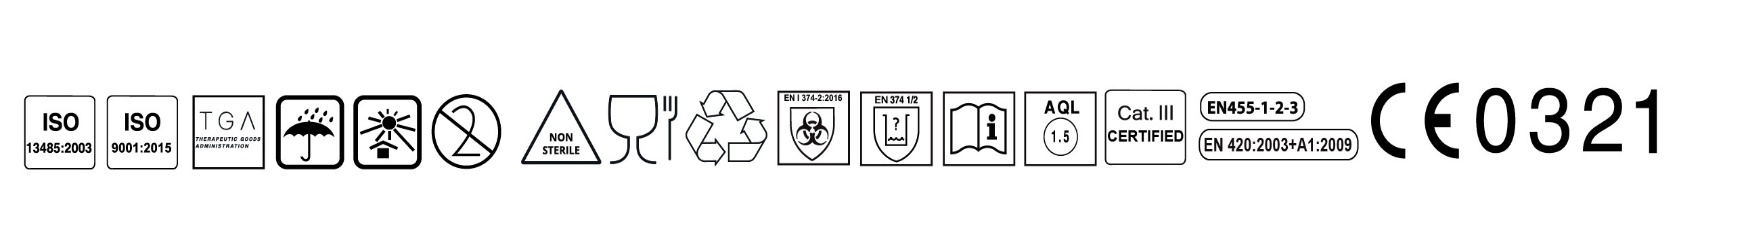 ISO
13485:2003
ISO
9001:2015
TGA
THERAPEUTIC GOODS
ADMINISTRATION
2
NON
STERILE
EN I 374-2:2016
EN 374 1/2
?
i
AQL
1.5
Cat. III
CERTIFIED
EN455-1-2-3
EN 420:2003+A1:2009
CE0321